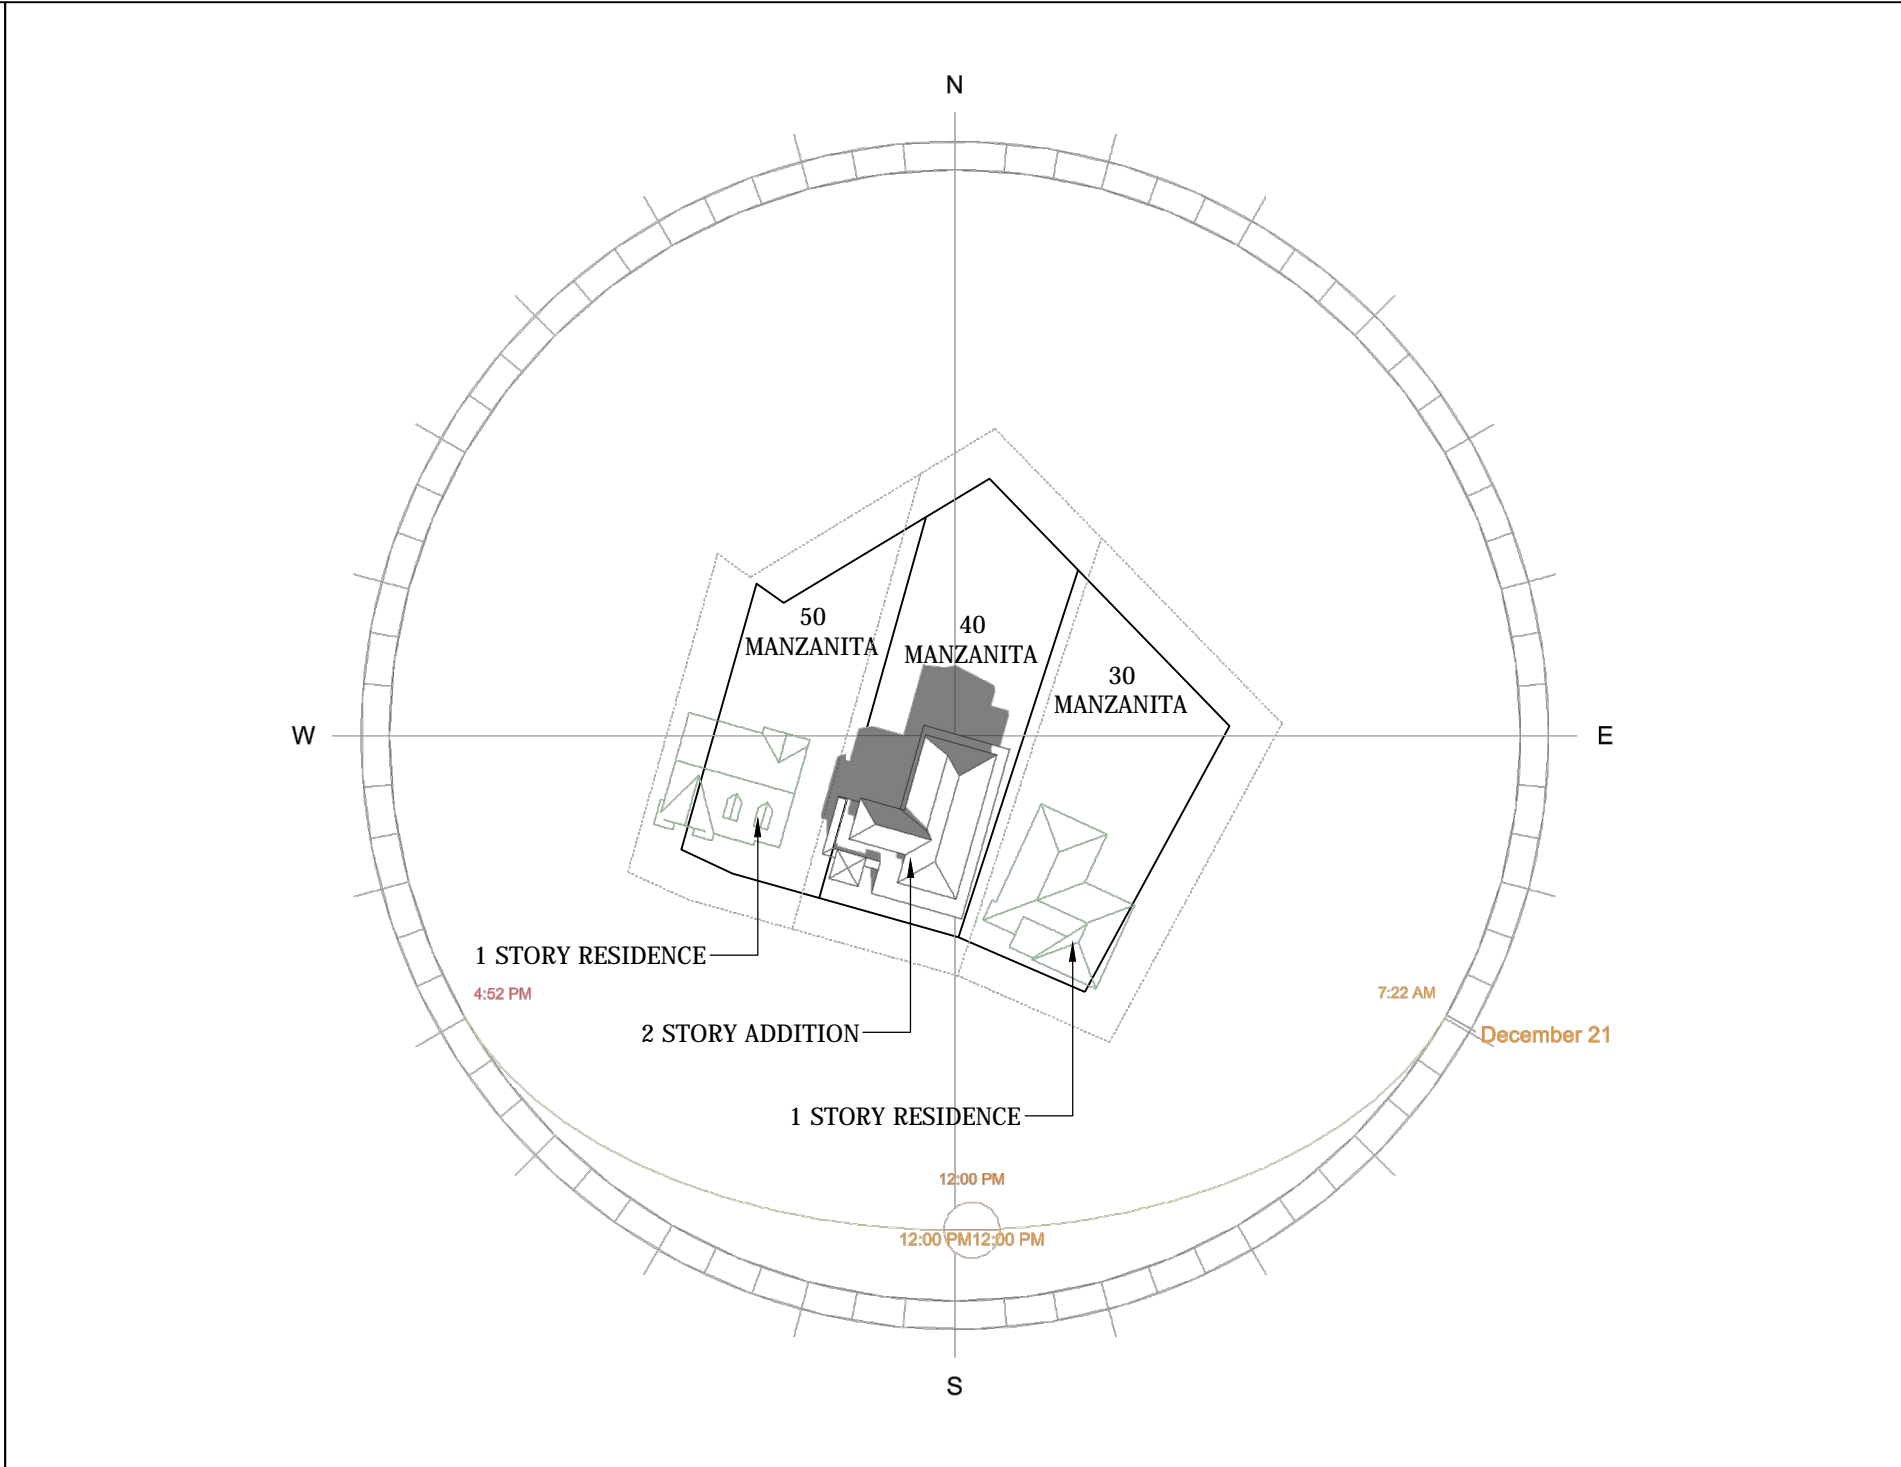 N
50
MANZANITA
40
MANZANITA
30
MANZANITA
W
E
1 STORY RESIDENCE
4:52 PM
7:22 AM
2 STORY ADDITION
December 21
1 STORY RESIDENCE
12:00 PM
12:00 PM12:00 PM
S